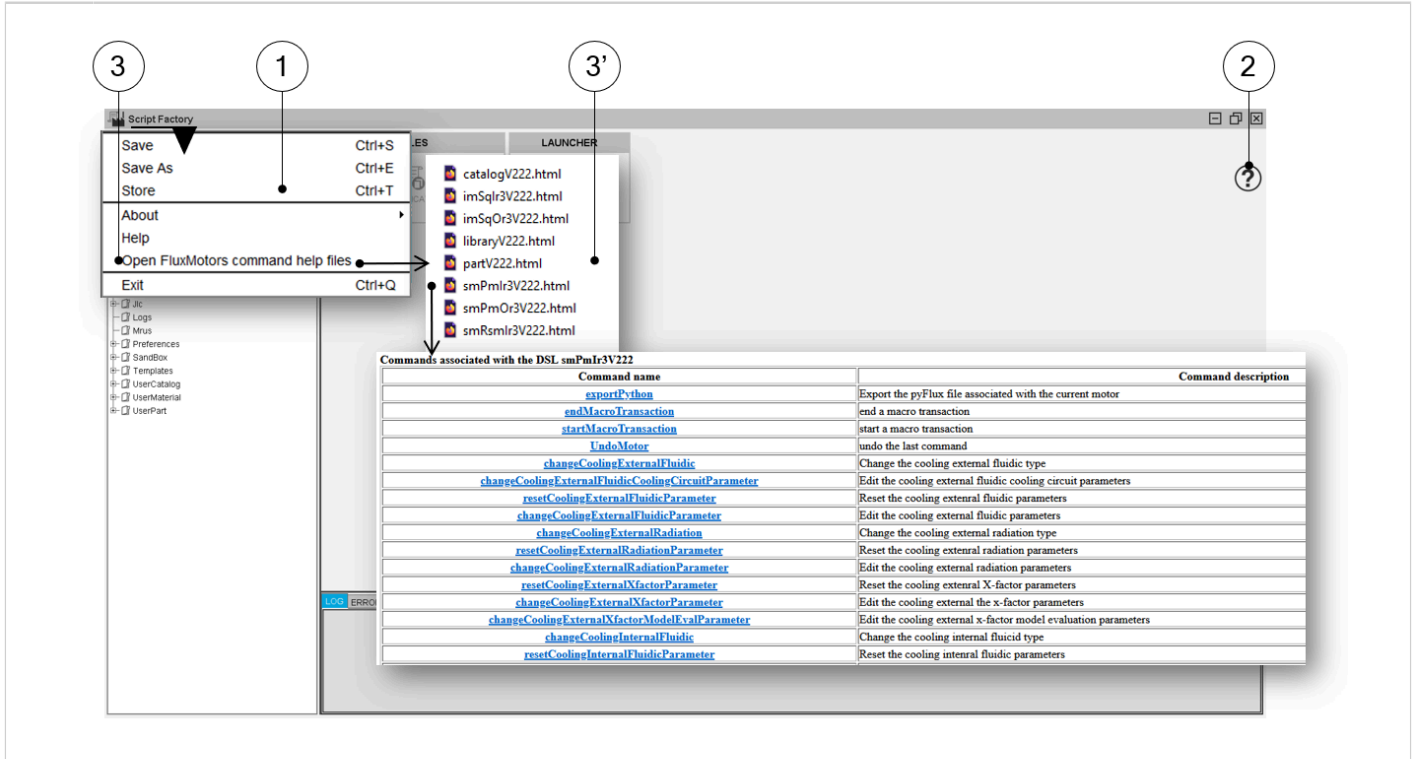 3 1 3’ 2
Script Factory
Save Ctrl+S
Save As Ctrl+E
Store Ctrl+T
About
Help
Open FluxMotors command help files
Exit Ctrl+Q
LES LAUNCHER
catalogV222.html
imSqIr3V222.html
imSqOr3V222.html
libraryV222.html
partV222.html
smPmIr3V222.html
smPmOr3V222.html
smRsmIr3V222.html
?
Jlc
Logs
Mrus
Preferences
SandBox
Templates
UserCatalog
UserMaterial
UserPart
Commands associated with the DSL smPmIr3V222
Command name Command description
exportPython Export the pyFlux file associated with the current motor
endMacroTransaction end a macro transaction
startMacroTransaction start a macro transaction
UndoMotor undo the last command
changeCoolingExternalFluidic Change the cooling external fluidic type
changeCoolingExternalFluidicCoolingCircuitParameter Edit the cooling external fluidic cooling circuit parameters
resetCoolingExternalFluidicParameter Reset the cooling extenral fluidic parameters
changeCoolingExternalFluidicParameter Edit the cooling external fluidic parameters
changeCoolingExternalRadiation Change the cooling external radiation type
resetCoolingExternalRadiationParameter Reset the cooling extenral radiation parameters
changeCoolingExternalRadiationParameter Edit the cooling external radiation parameters
resetCoolingExternalXfactorParameter Reset the cooling extenral X-factor parameters
changeCoolingExternalXfactorParameter Edit the cooling external the x-factor parameters
changeCoolingExternalXfactorModelEvalParameter Edit the cooling external x-factor model evaluation parameters
changeCoolingInternalFluidic Change the cooling internal fluicid type
resetCoolingInternalFluidicParameter Reset the cooling intenral fluidic parameters
LOG ERRO